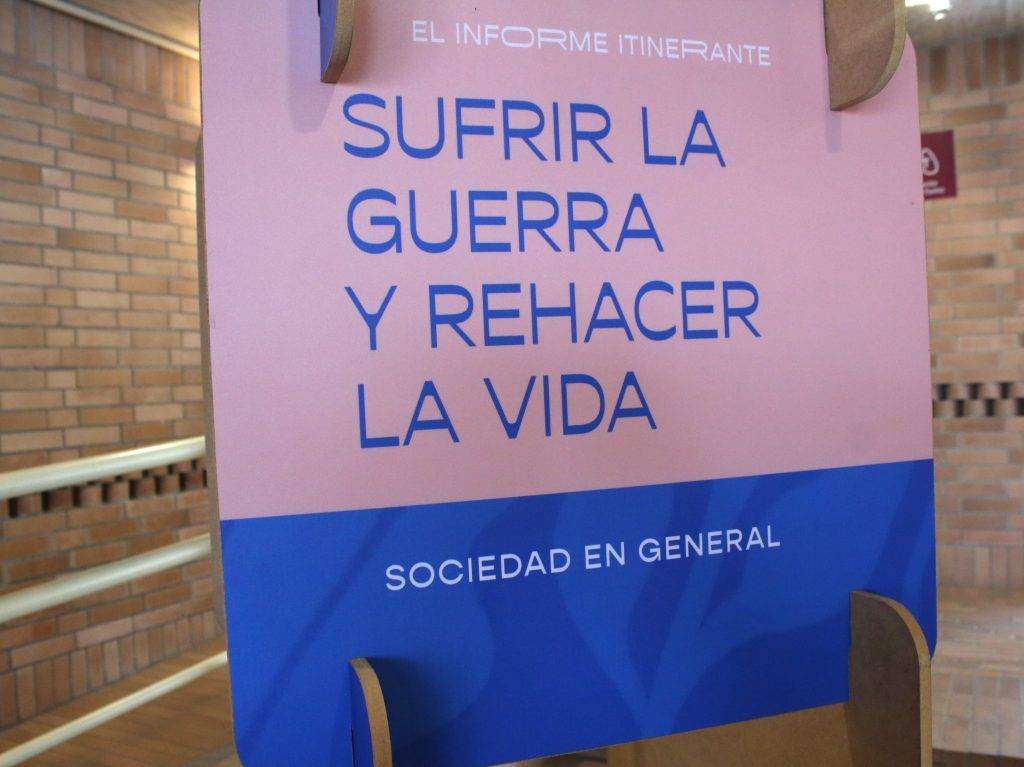 EL INFORME ITINERANTE
SUFRIR LA
GUERRA
Y REHACER
LA VIDA
SOCIEDAD EN GENERAL